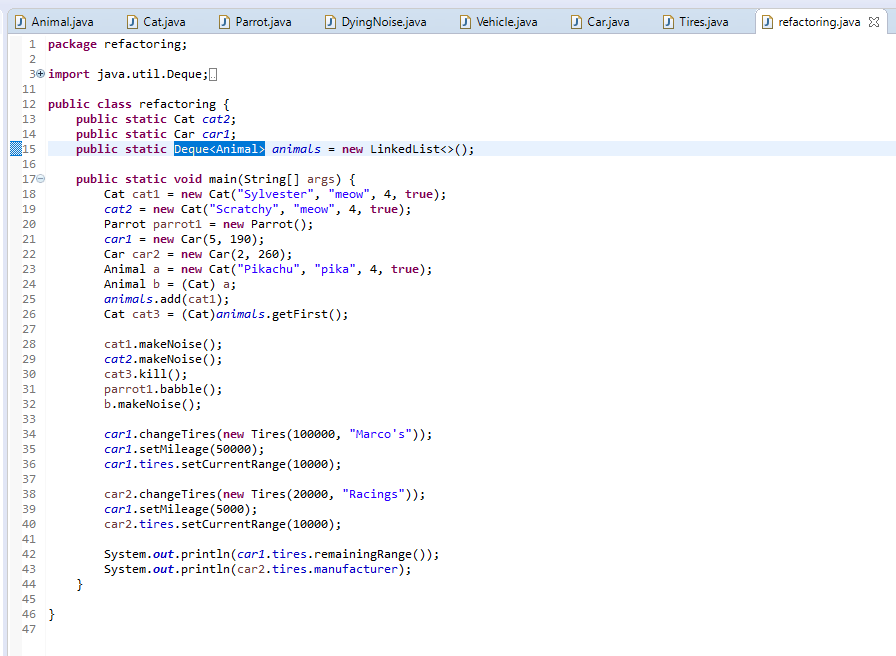 Animal.java Cat.java Parrot.java DyingNoise.java Vehicle.java Car.java Tires.java refactoring.java
1 package refactoring;
2
3 import java.util.Deque;
11
12 public class refactoring {
13     public static Cat cat2;
14     public static Car car1;
15     public static Deque<Animal> animals = new LinkedList<>();
16
17     public static void main(String[] args) {
18         Cat cat1 = new Cat("Sylvester", "meow", 4, true);
19         cat2 = new Cat("Scratchy", "meow", 4, true);
20         Parrot parrot1 = new Parrot();
21         car1 = new Car(5, 190);
22         Car car2 = new Car(2, 260);
23         Animal a = new Cat("Pikachu", "pika", 4, true);
24         Animal b = (Cat) a;
25         animals.add(cat1);
26         Cat cat3 = (Cat)animals.getFirst();
27
28         cat1.makeNoise();
29         cat2.makeNoise();
30         cat3.kill();
31         parrot1.babble();
32         b.makeNoise();
33
34         car1.changeTires(new Tires(100000, "Marco's"));
35         car1.setMileage(50000);
36         car1.tires.setCurrentRange(10000);
37
38         car2.changeTires(new Tires(20000, "Racings"));
39         car1.setMileage(5000);
40         car2.tires.setCurrentRange(10000);
41
42         System.out.println(car1.tires.remainingRange());
43         System.out.println(car2.tires.manufacturer);
44     }
45
46 }
47